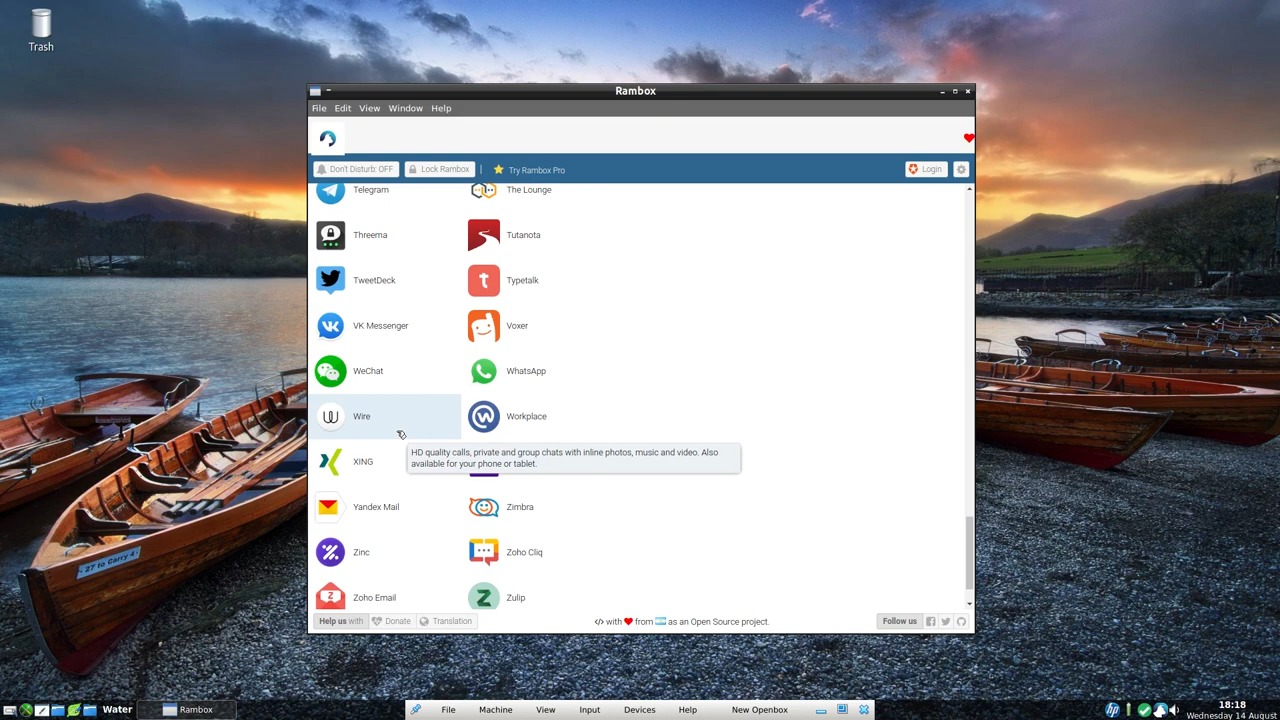 Trash
Rambox
File Edit View Window Help
Don't Disturb: OFF Lock Rambox | Try Rambox Pro Login
Telegram The Lounge
Threema Tutanota
TweetDeck Typetalk
VK Messenger Voxer
WeChat WhatsApp
Wire Workplace
HD quality calls, private and group chats with inline photos, music and video. Also
available for your phone or tablet.
XING
Yandex Mail Zimbra
Zinc Zoho Cliq
Zoho Email Zulip
Help us with Donate Translation </> with from as an Open Source project. Follow us
27 to Carry 4
Water Rambox File Machine View Input Devices Help New Openbox 18:18
Wednesday 14 August